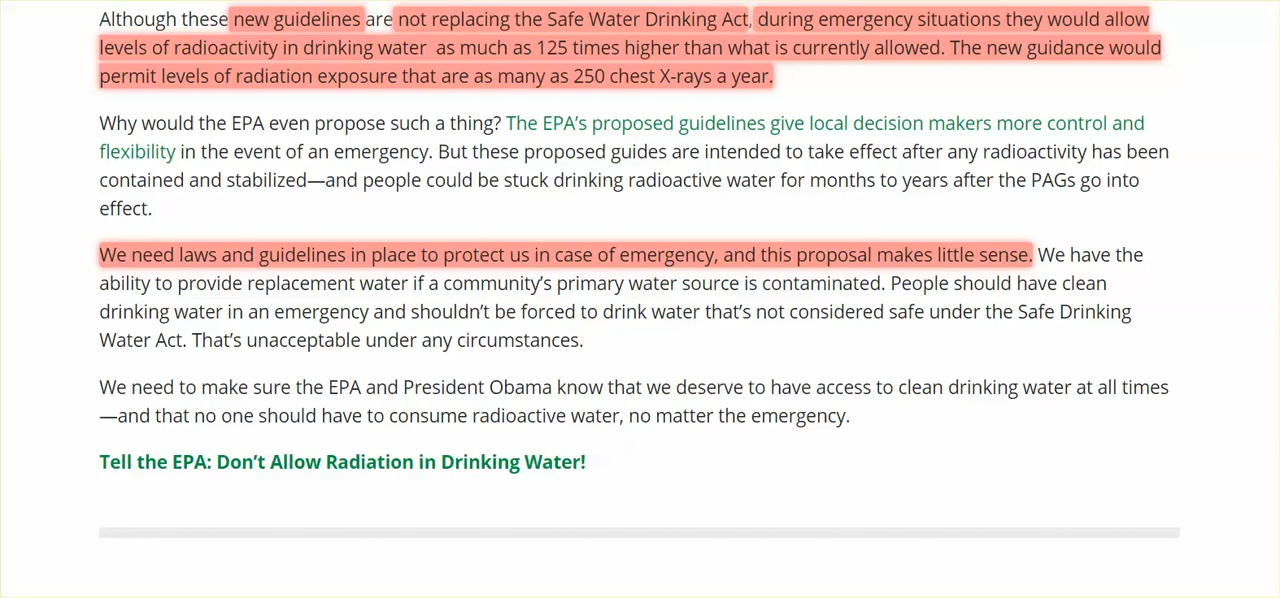 Although these new guidelines are not replacing the Safe Water Drinking Act, during emergency situations they would allow
levels of radioactivity in drinking water  as much as 125 times higher than what is currently allowed. The new guidance would
permit levels of radiation exposure that are as many as 250 chest X-rays a year.
Why would the EPA even propose such a thing? The EPA’s proposed guidelines give local decision makers more control and
flexibility in the event of an emergency. But these proposed guides are intended to take effect after any radioactivity has been
contained and stabilized—and people could be stuck drinking radioactive water for months to years after the PAGs go into
effect.
We need laws and guidelines in place to protect us in case of emergency, and this proposal makes little sense. We have the
ability to provide replacement water if a community’s primary water source is contaminated. People should have clean
drinking water in an emergency and shouldn’t be forced to drink water that’s not considered safe under the Safe Drinking
Water Act. That’s unacceptable under any circumstances.
We need to make sure the EPA and President Obama know that we deserve to have access to clean drinking water at all times
—and that no one should have to consume radioactive water, no matter the emergency.
Tell the EPA: Don’t Allow Radiation in Drinking Water!